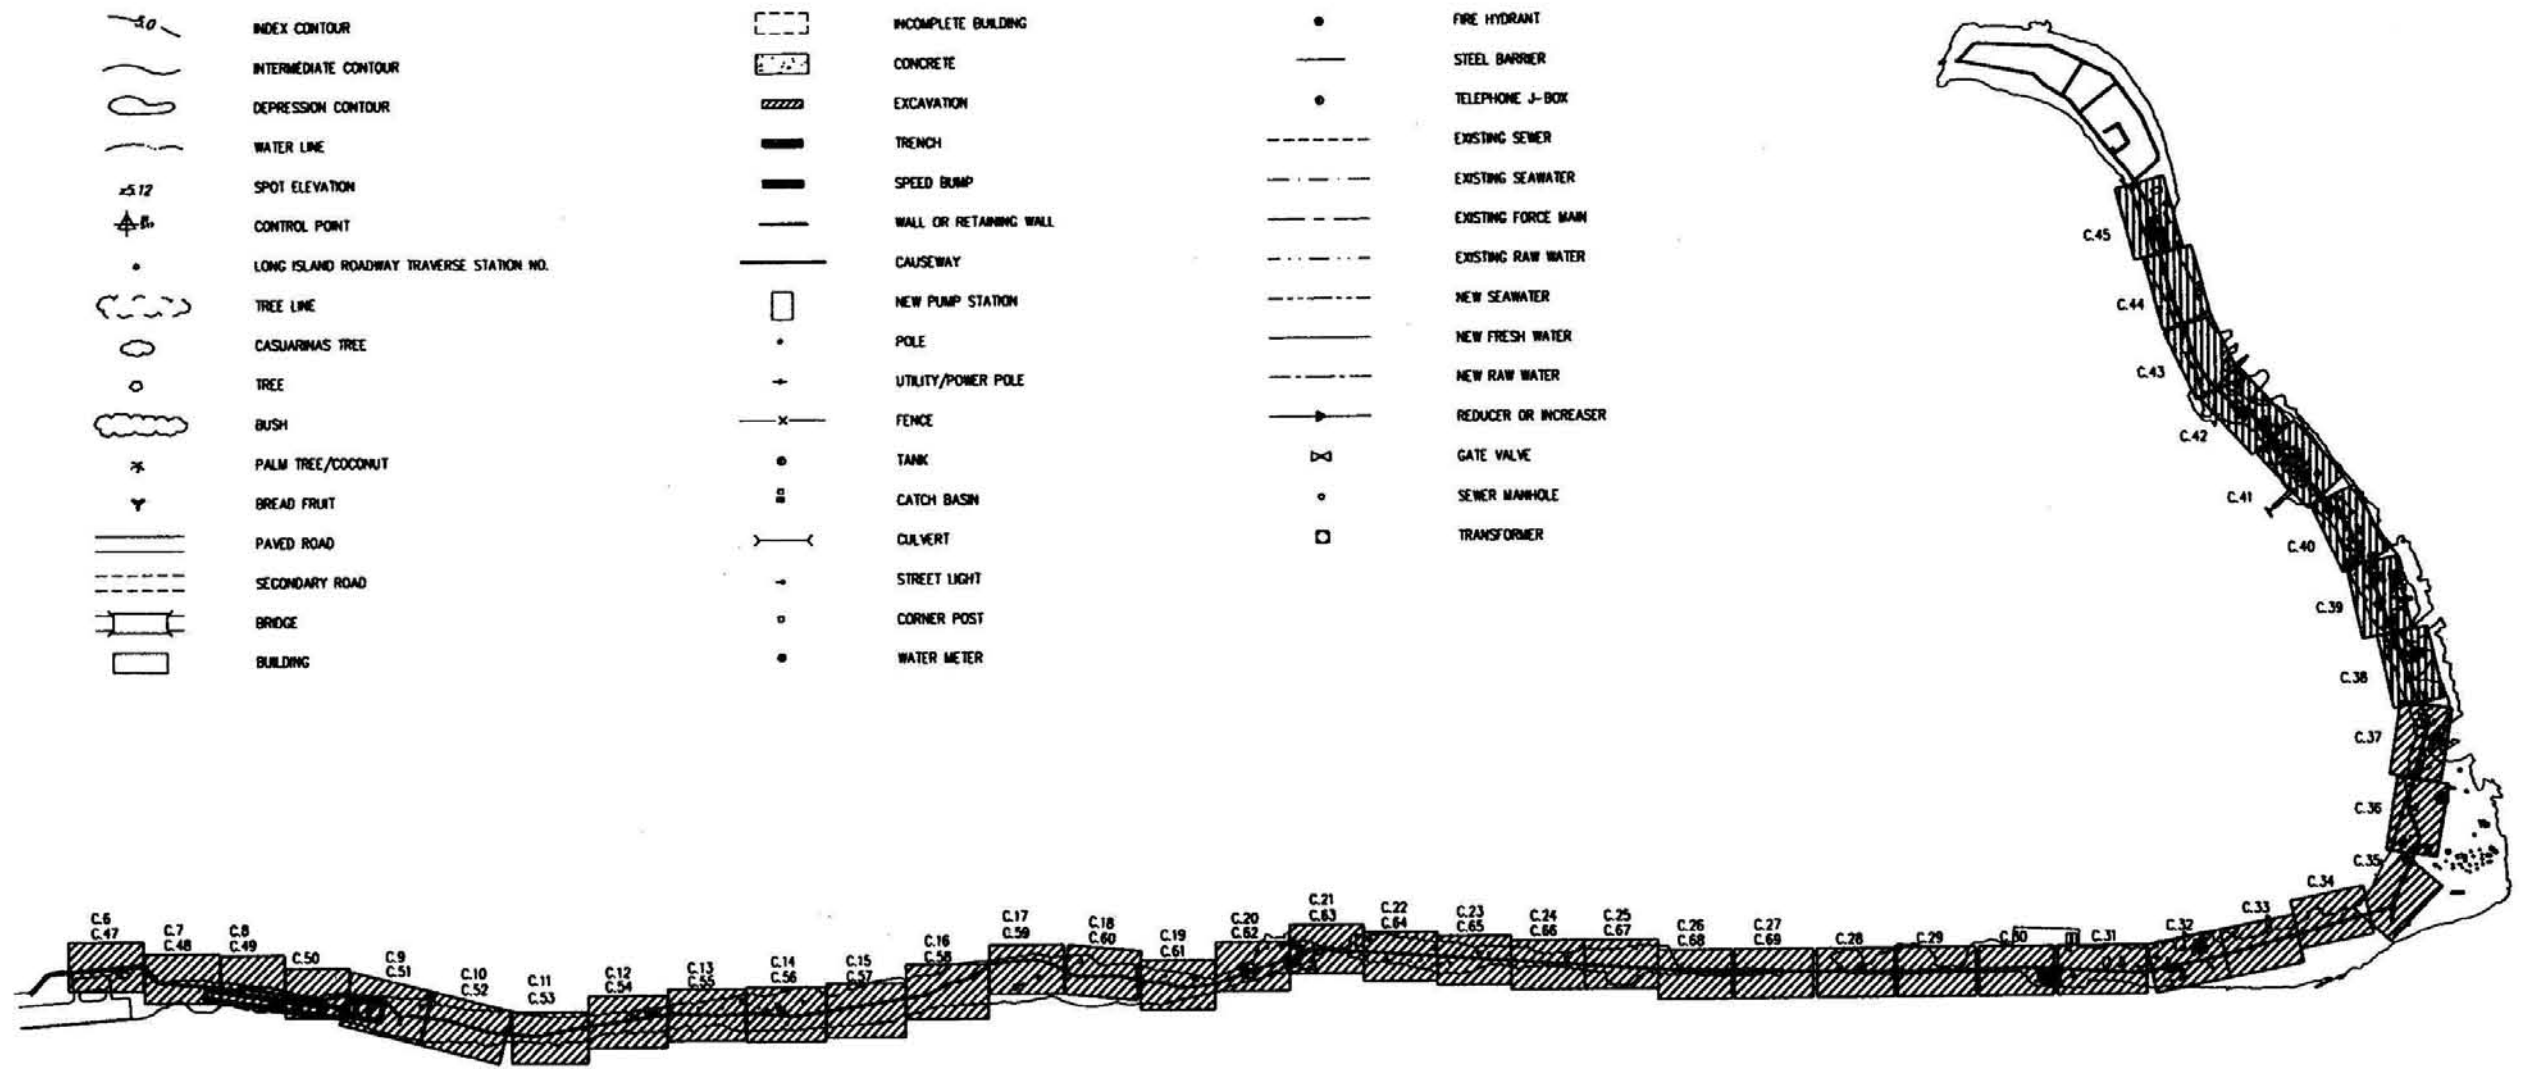 5.0 INDEX CONTOUR
INTERMEDIATE CONTOUR
DEPRESSION CONTOUR
WATER LINE
x5.12 SPOT ELEVATION
CONTROL POINT
LONG ISLAND ROADWAY TRAVERSE STATION NO.
TREE LINE
CASUARINAS TREE
TREE
BUSH
PALM TREE/COCONUT
BREAD FRUIT
PAVED ROAD
SECONDARY ROAD
BRIDGE
BUILDING
INCOMPLETE BUILDING
CONCRETE
EXCAVATION
TRENCH
SPEED BUMP
WALL OR RETAINING WALL
CAUSEWAY
NEW PUMP STATION
POLE
UTILITY/POWER POLE
FENCE
TANK
CATCH BASIN
CULVERT
STREET LIGHT
CORNER POST
WATER METER
FIRE HYDRANT
STEEL BARRIER
TELEPHONE J-BOX
EXISTING SEWER
EXISTING SEAWATER
EXISTING FORCE MAIN
EXISTING RAW WATER
NEW SEAWATER
NEW FRESH WATER
NEW RAW WATER
REDUCER OR INCREASER
GATE VALVE
SEWER MANHOLE
TRANSFORMER
C.45
C.44
C.43
C.42
C.41
C.40
C.39
C.38
C.37
C.36
C.35
C.34
C.33
C.32
C.31
C.30
C.29
C.28
C.27
C.69
C.26
C.68
C.25
C.67
C.24
C.66
C.23
C.65
C.22
C.64
C.21
C.63
C.20
C.62
C.19
C.61
C.18
C.60
C.17
C.59
C.16
C.58
C.15
C.57
C.14
C.56
C.13
C.55
C.12
C.54
C.11
C.53
C.10
C.52
C.9
C.51
C.50
C.8
C.49
C.7
C.48
C.6
C.47